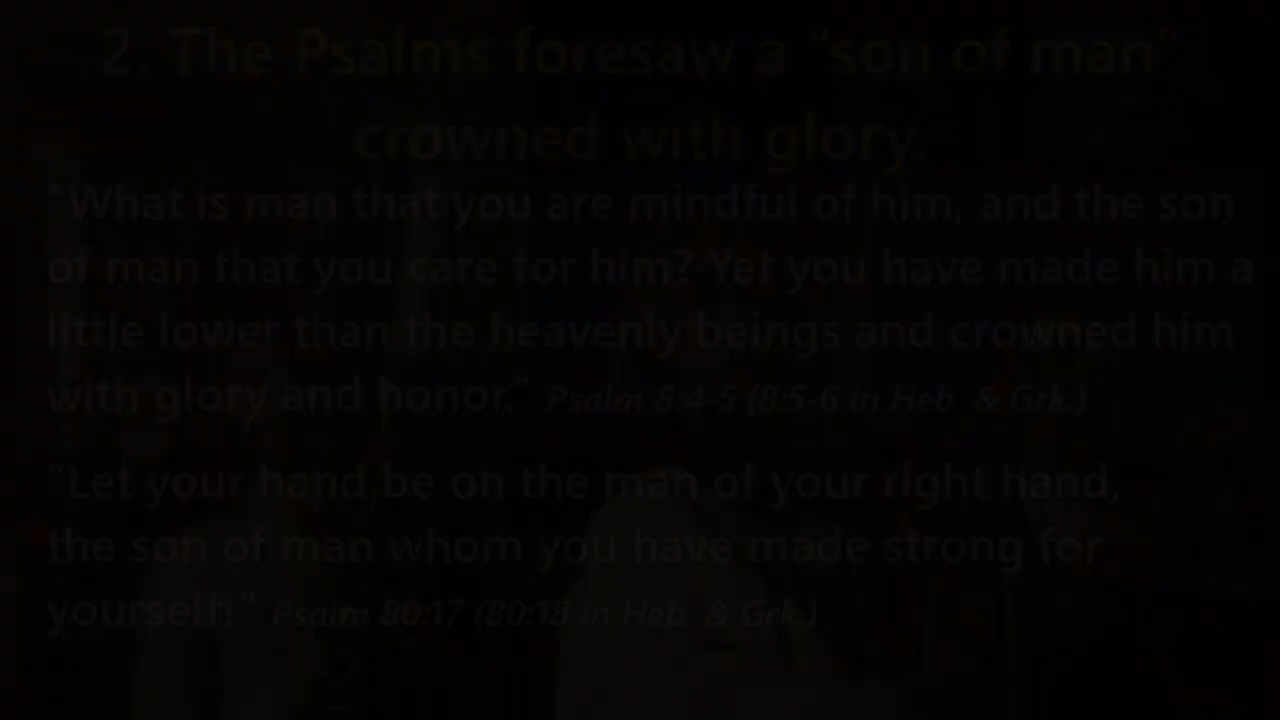 2. The Psalms foresaw a "son of man"
crowned with glory.
"What is man that you are mindful of him, and the son
of man that you care for him? Yet you have made him a
little lower than the heavenly beings and crowned him
with glory and honor." Psalm 8:4-5 (8:5-6 in Heb. & Grk.)
"Let your hand be on the man of your right hand,
the son of man whom you have made strong for
yourself!" Psalm 80:17 (80:18 in Heb. & Grk.)